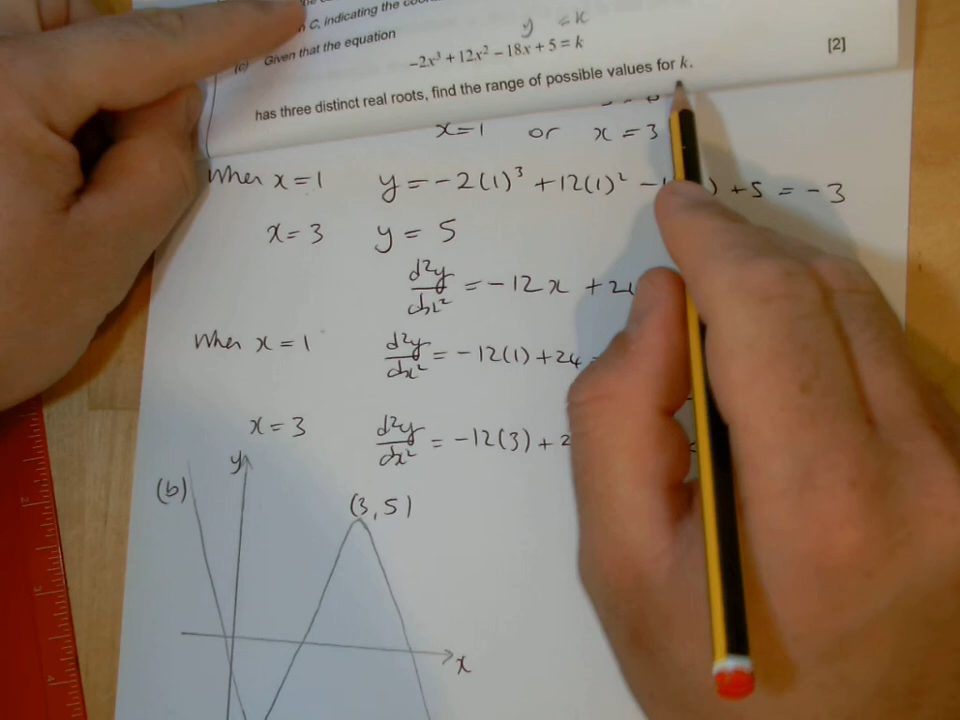 C, indicating the
y = k
(c) Given that the equation
-2x³ + 12x² - 18x + 5 = k
[2]
has three distinct real roots, find the range of possible values for k.
x = 1 or x = 3
When x = 1 y = -2(1)³ + 12(1)² - ) + 5 = -3
x = 3 y = 5
d²y/dx² = -12x +
When x = 1 d²y/dx² = -12(1) + 24
x = 3 d²y/dx² = -12(3) + 2
y
(b)
(3, 5)
x